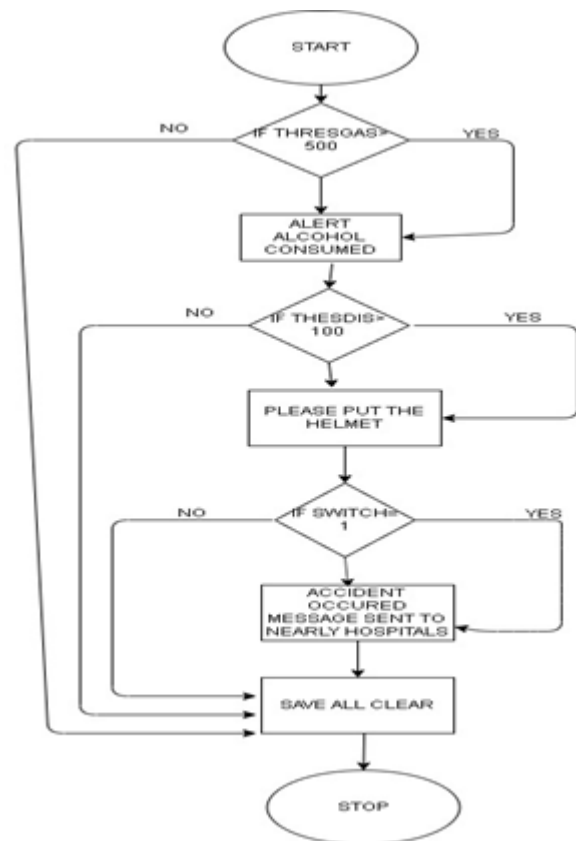 START
IF THRESGAS=
500
NO
YES
ALERT
ALCOHOL
CONSUMED
IF THESDIS=
100
NO
YES
PLEASE PUT THE
HELMET
IF SWITCH=
1
NO
YES
ACCIDENT
OCCURED
MESSAGE SENT TO
NEARLY HOSPITALS
SAVE ALL CLEAR
STOP